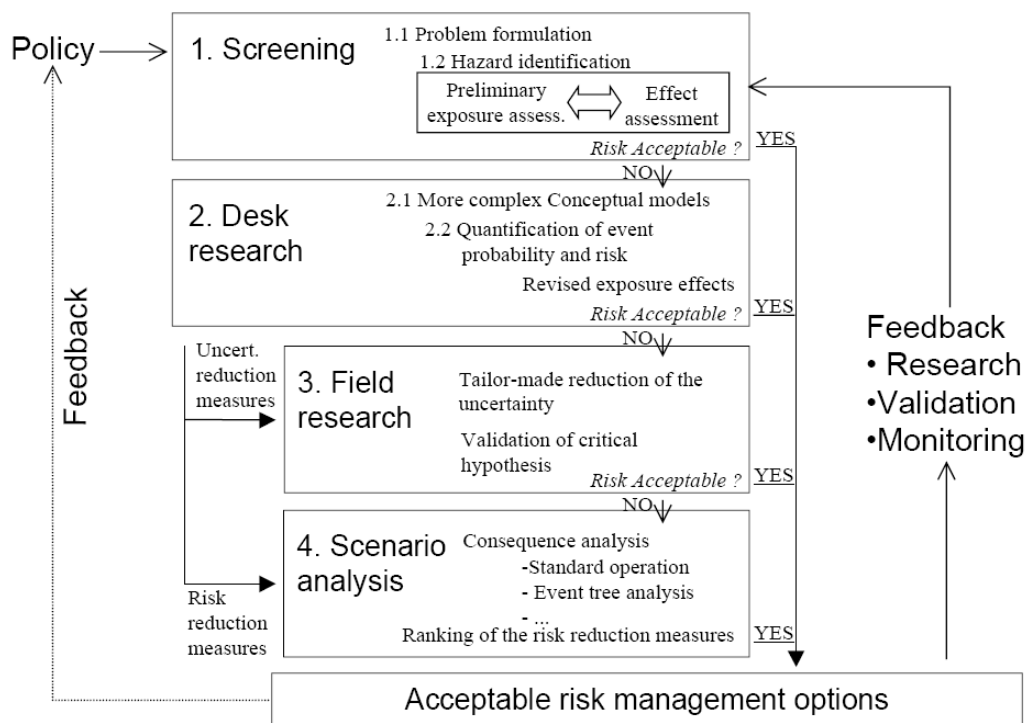 Policy
1. Screening
1.1 Problem formulation
1.2 Hazard identification
Preliminary
exposure assess.
Effect
assessment
Risk Acceptable ?
YES
NO
2. Desk
research
2.1 More complex Conceptual models
2.2 Quantification of event
probability and risk
Revised exposure effects
Risk Acceptable ?
YES
NO
Uncert.
reduction
measures
3. Field
research
Tailor-made reduction of the
uncertainty
Validation of critical
hypothesis
Risk Acceptable ?
YES
NO
4. Scenario
analysis
Consequence analysis
-Standard operation
- Event tree analysis
- ...
Ranking of the risk reduction measures
YES
Risk
reduction
measures
Feedback
Feedback
• Research
•Validation
•Monitoring
Acceptable risk management options